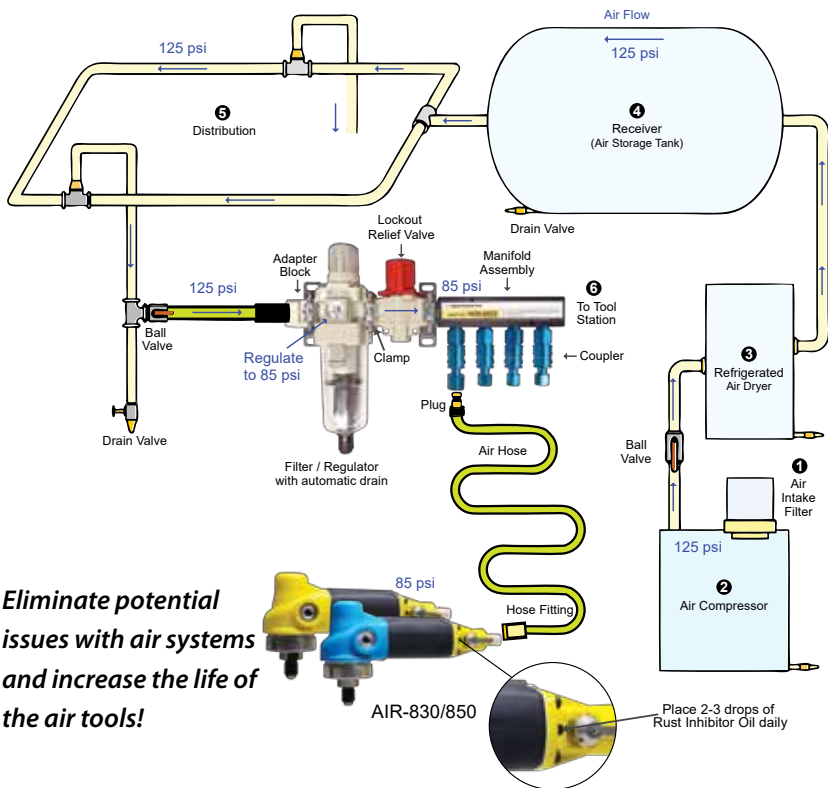 Air Flow
125 psi
125 psi
❺
Distribution
❹
Receiver
(Air Storage Tank)
Drain Valve
Lockout
Relief Valve
Adapter
Block
Manifold
Assembly
125 psi
85 psi
❻
To Tool
Station
Ball
Valve
Regulate
to 85 psi
Clamp
Coupler
❸
Refrigerated
Air Dryer
Plug
Drain Valve
Air Hose
Ball
Valve
Filter / Regulator
with automatic drain
❶
Air
Intake
Filter
125 psi
❷
Air Compressor
85 psi
Hose Fitting
Eliminate potential
issues with air systems
and increase the life of
the air tools!
AIR-830/850
Place 2-3 drops of
Rust Inhibitor Oil daily